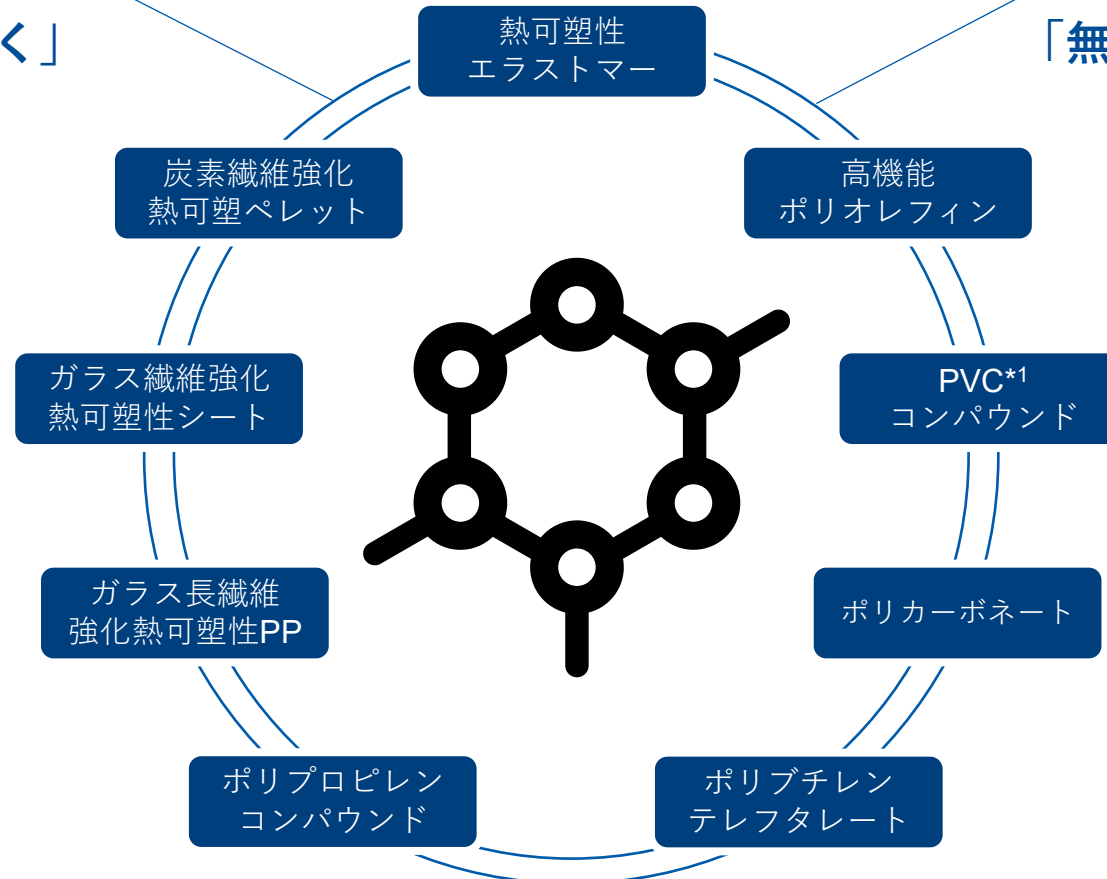 く」
「無
熱可塑性
エラストマー
炭素繊維強化
熱可塑ペレット
高機能
ポリオレフィン
ガラス繊維強化
熱可塑性シート
PVC*1
コンパウンド
ガラス長繊維
強化熱可塑性PP
ポリカーボネート
ポリプロピレン
コンパウンド
ポリブチレン
テレフタレート